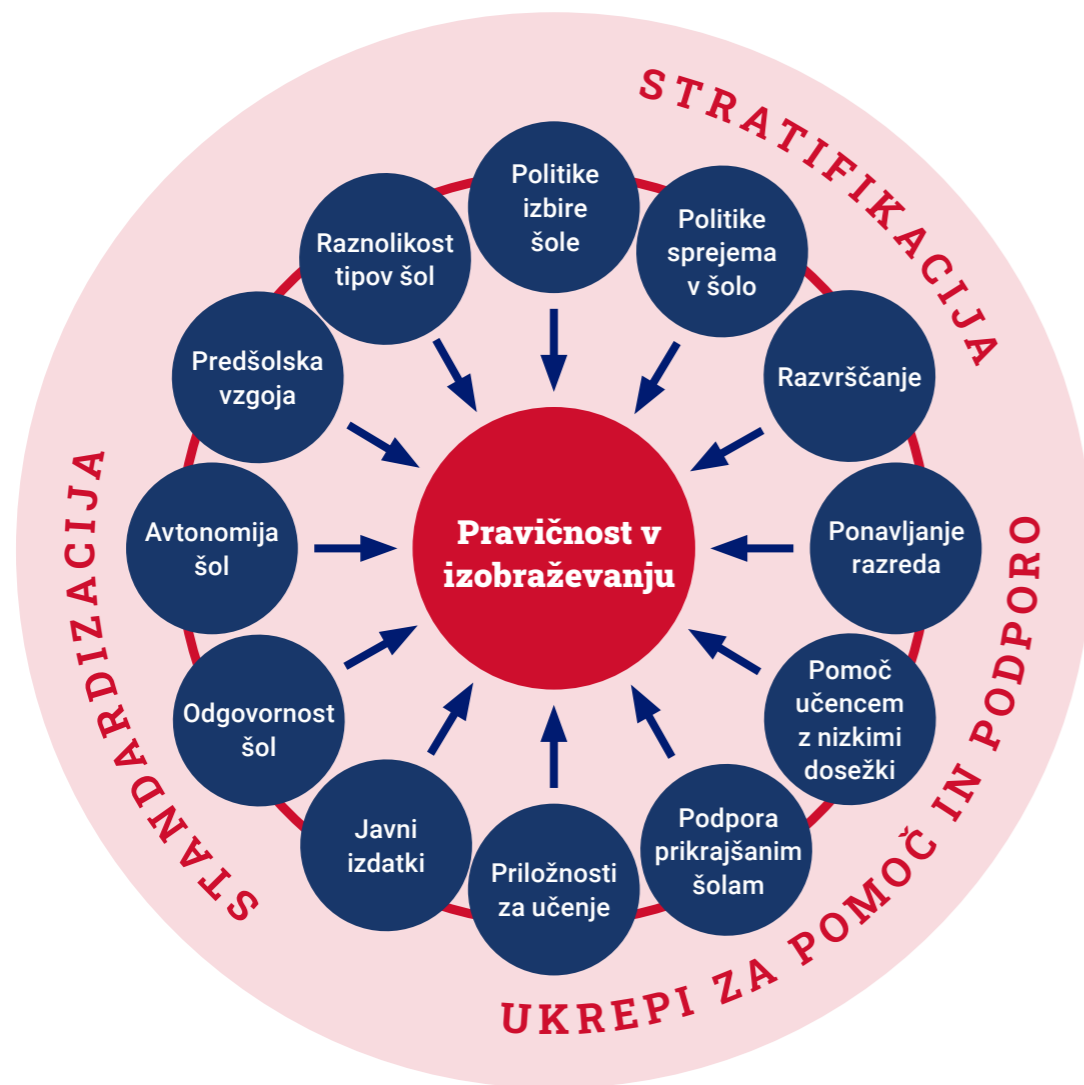 STRATIFIKACIJA
Politike
izbire
šole
Politike
sprejema
v šolo
Razvrščanje
Ponavljanje
razreda
Pomoč
učencem
z nizkimi
dosežki
Podpora
prikrajšanim
šolam
Priložnosti
za učenje
Javni
izdatki
Odgovornost
šol
Avtonomija
šol
Predšolska
vzgoja
Raznolikost
tipov šol
Pravičnost v
izobraževanju
UKREPI ZA POMOČ IN PODPORO
STANDARDIZACIJA